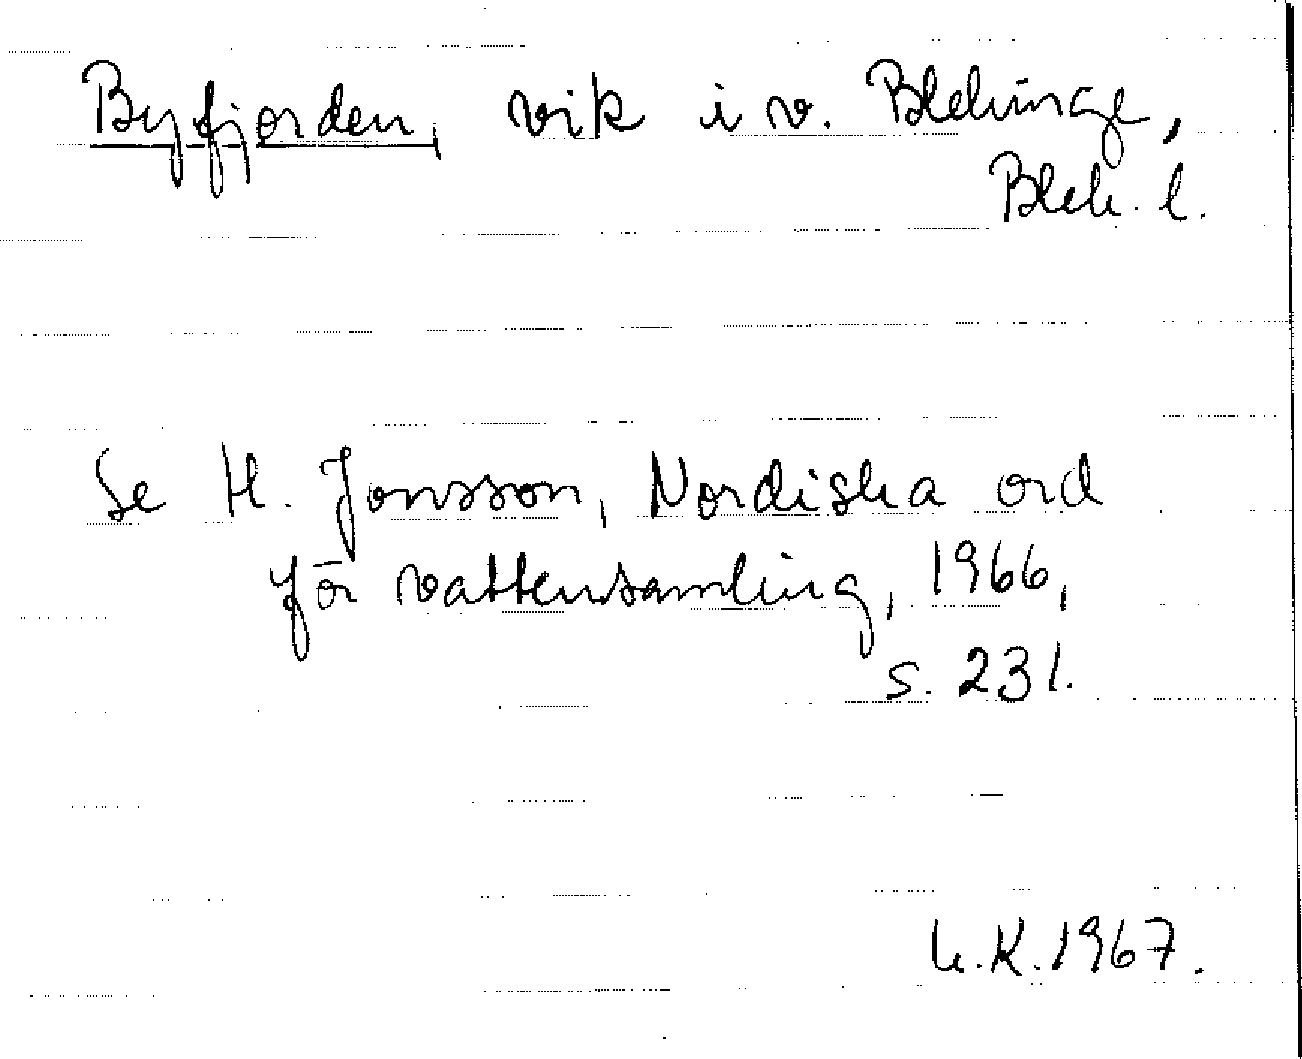 Byfjorden, vik i v. Blekinge,
Blek. l.
Se H. Jonsson, Nordiska ord
för vattensamling, 1966,
s. 231.
U.K. 1967.